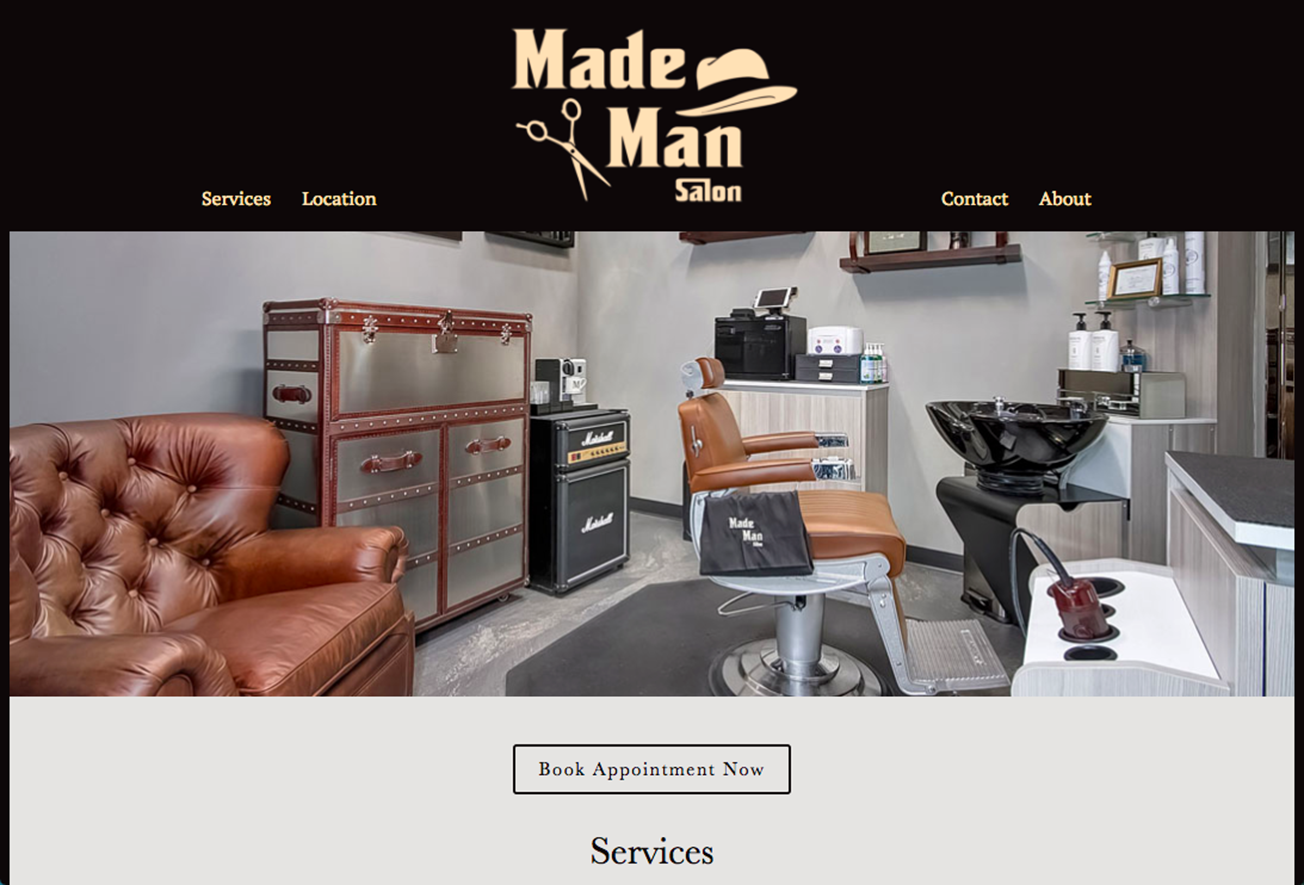 Made
Man
Salon
Services
Location
Contact
About
Marshall
Marshall
Made
Man
Book Appointment Now
Services